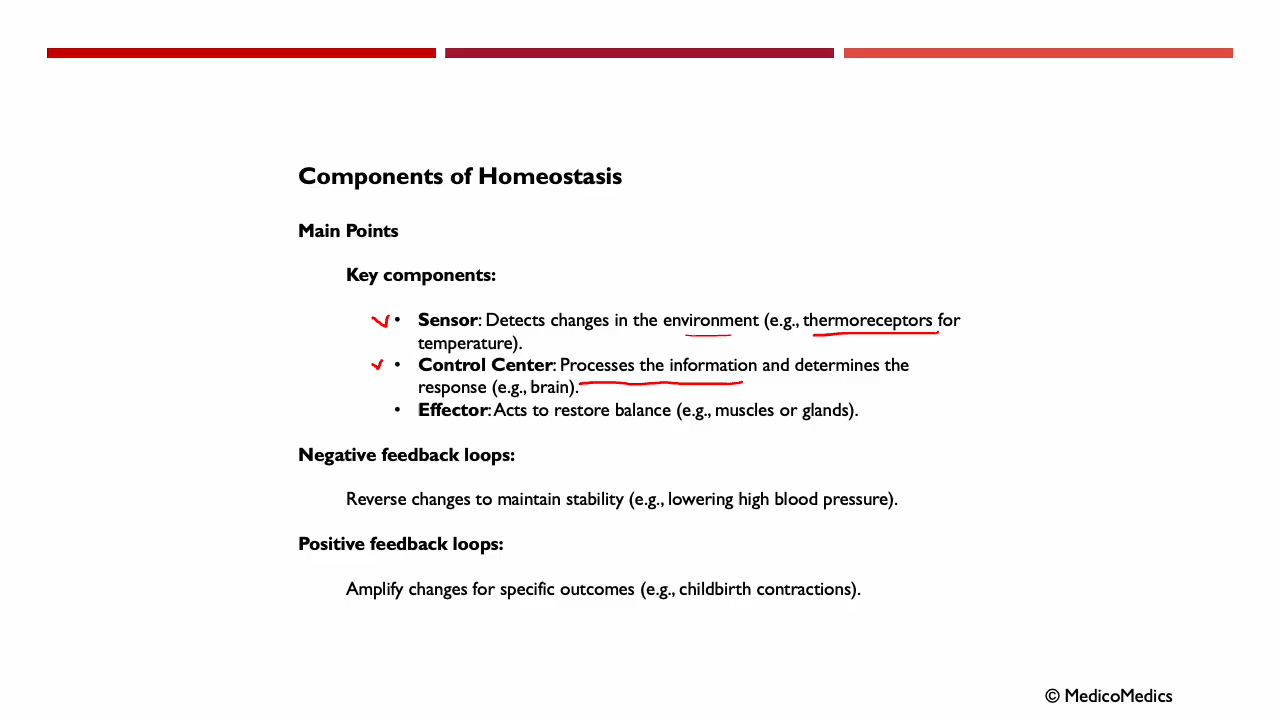 Components of Homeostasis
Main Points
Key components:
• Sensor: Detects changes in the environment (e.g., thermoreceptors for
temperature).
• Control Center: Processes the information and determines the
response (e.g., brain).
• Effector: Acts to restore balance (e.g., muscles or glands).
Negative feedback loops:
Reverse changes to maintain stability (e.g., lowering high blood pressure).
Positive feedback loops:
Amplify changes for specific outcomes (e.g., childbirth contractions).
© MedicoMedics